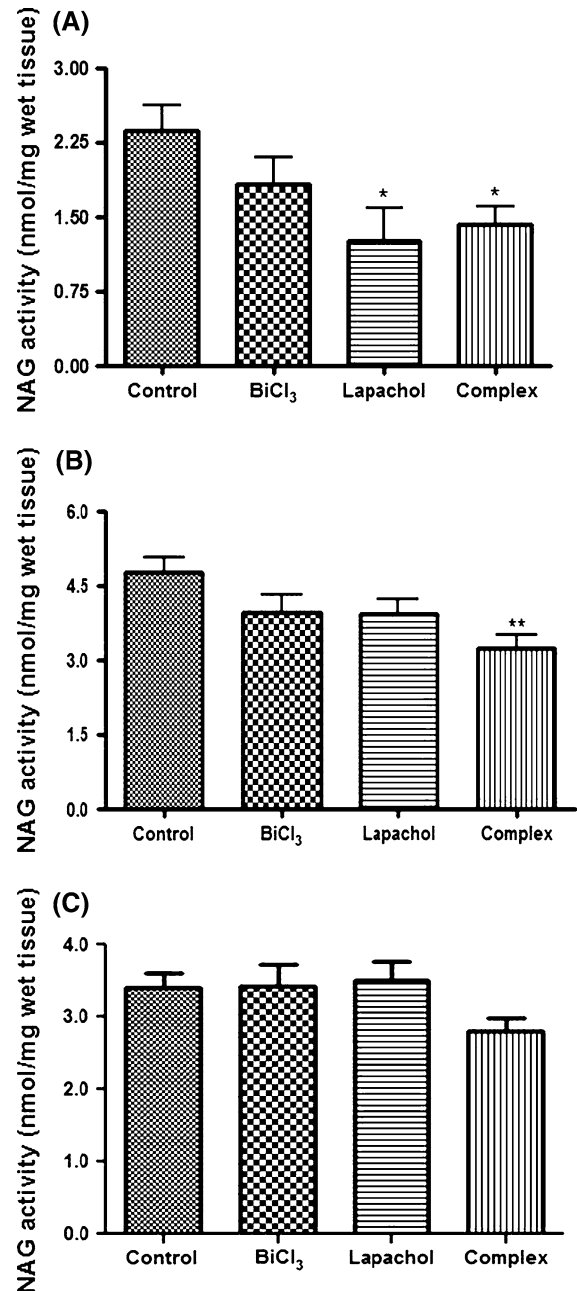 (A)
NAG activity (nmol/mg wet tissue)
3.00
2.25
1.50
0.75
0.00
* *
Control BiCl₃ Lapachol Complex
(B)
NAG activity (nmol/mg wet tissue)
6.0
4.5
3.0
1.5
0.0
**
Control BiCl₃ Lapachol Complex
(C)
NAG activity (nmol/mg wet tissue)
4.0
3.0
2.0
1.0
0.0
Control BiCl₃ Lapachol Complex